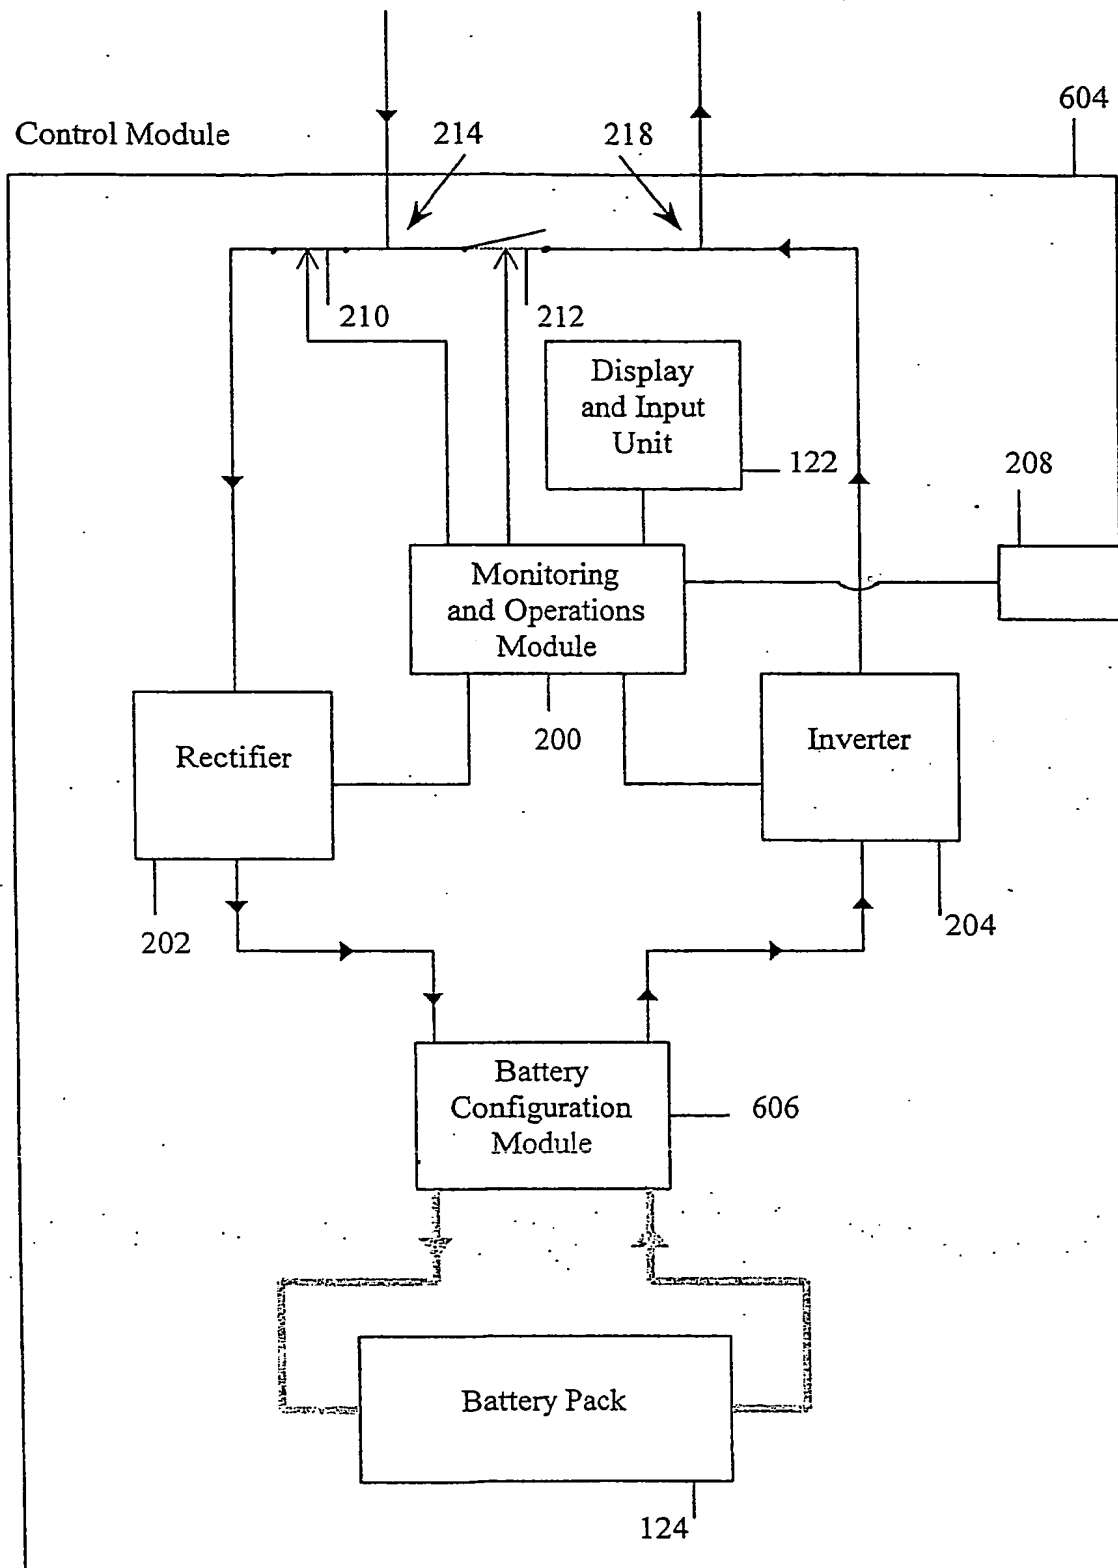 604
Control Module
214
218
210
212
Display
and Input
Unit
122
208
Monitoring
and Operations
Module
200
Rectifier
Inverter
202
204
Battery
Configuration
Module
606
Battery Pack
124